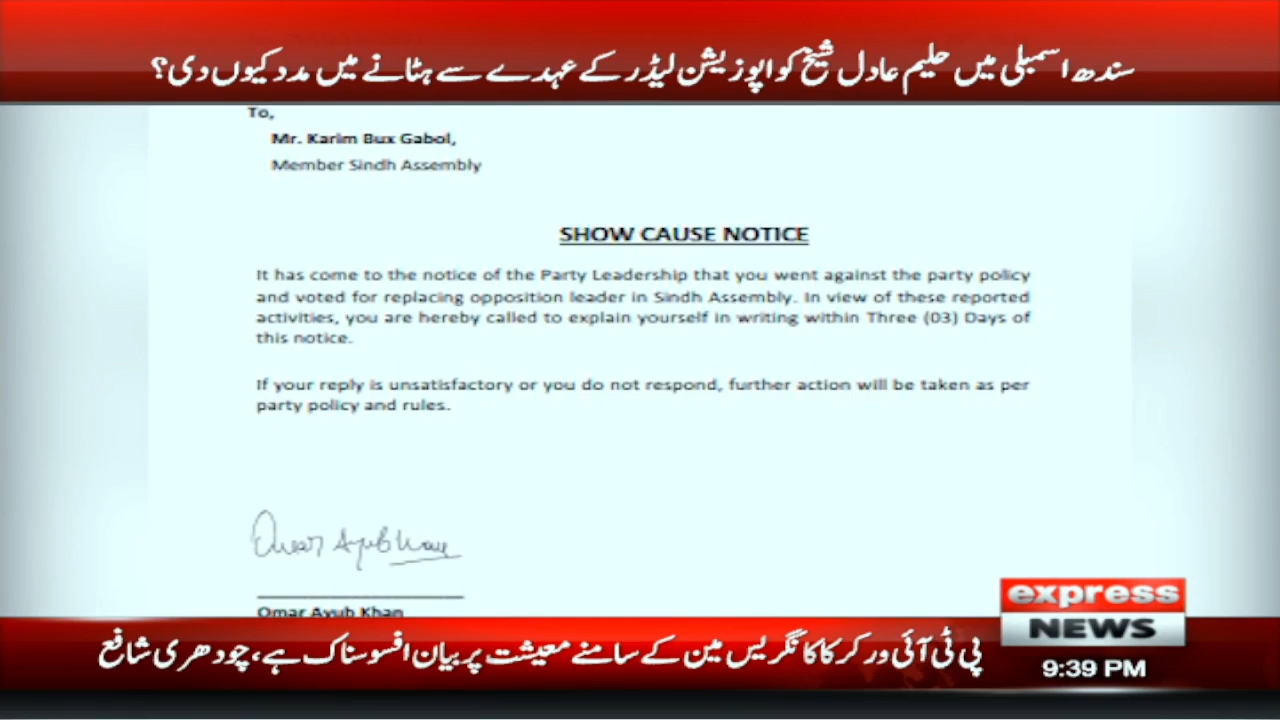 سندھ اسمبلی میں حلیم عادل شیخ کو اپوزیشن لیڈر کے عہدے سے ہٹانے میں مدد کیوں دی؟
To,
Mr. Karim Bux Gabol,
Member Sindh Assembly
SHOW CAUSE NOTICE
It has come to the notice of the Party Leadership that you went against the party policy
and voted for replacing opposition leader in Sindh Assembly. In view of these reported
activities, you are hereby called to explain yourself in writing within Three (03) Days of
this notice.
If your reply is unsatisfactory or you do not respond, further action will be taken as per
party policy and rules.
Omar Ayub Khan
Omar Ayub Khan
express
NEWS
پی ٹی آئی ورکر کا کانگریس مین کے سامنے معیشت پر بیان افسوسناک ہے، چودھری شافع
9:39 PM